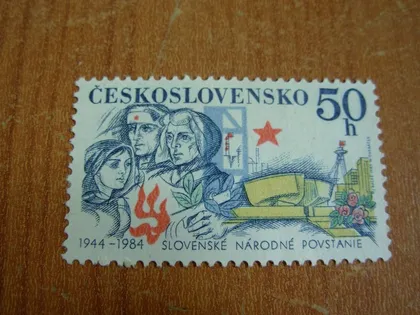 ČESKOSLOVENSKO 50
h
1944-1984 SLOVENSKÉ NÁRODNÉ POVSTANIE